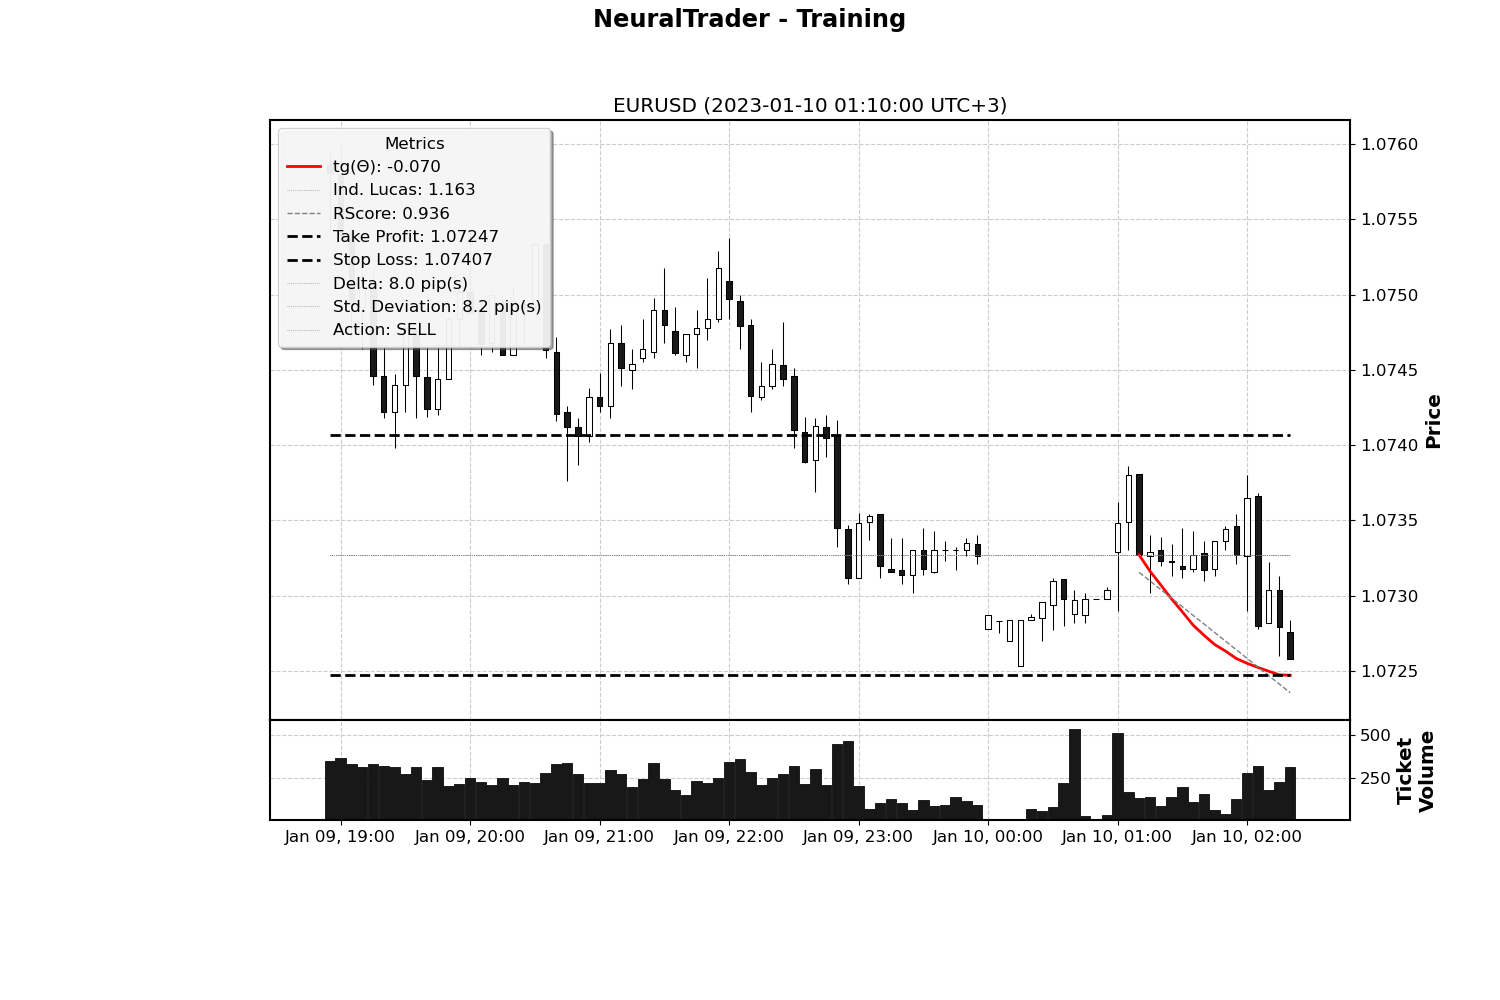 NeuralTrader - Training
EURUSD (2023-01-10 01:10:00 UTC+3)
Metrics
tg(Θ): -0.070
Ind. Lucas: 1.163
RScore: 0.936
Take Profit: 1.07247
Stop Loss: 1.07407
Delta: 8.0 pip(s)
Std. Deviation: 8.2 pip(s)
Action: SELL
1.0760
1.0755
1.0750
1.0745
1.0740
1.0735
1.0730
1.0725
Price
500
250
Ticket
Volume
Jan 09, 19:00
Jan 09, 20:00
Jan 09, 21:00
Jan 09, 22:00
Jan 09, 23:00
Jan 10, 00:00
Jan 10, 01:00
Jan 10, 02:00